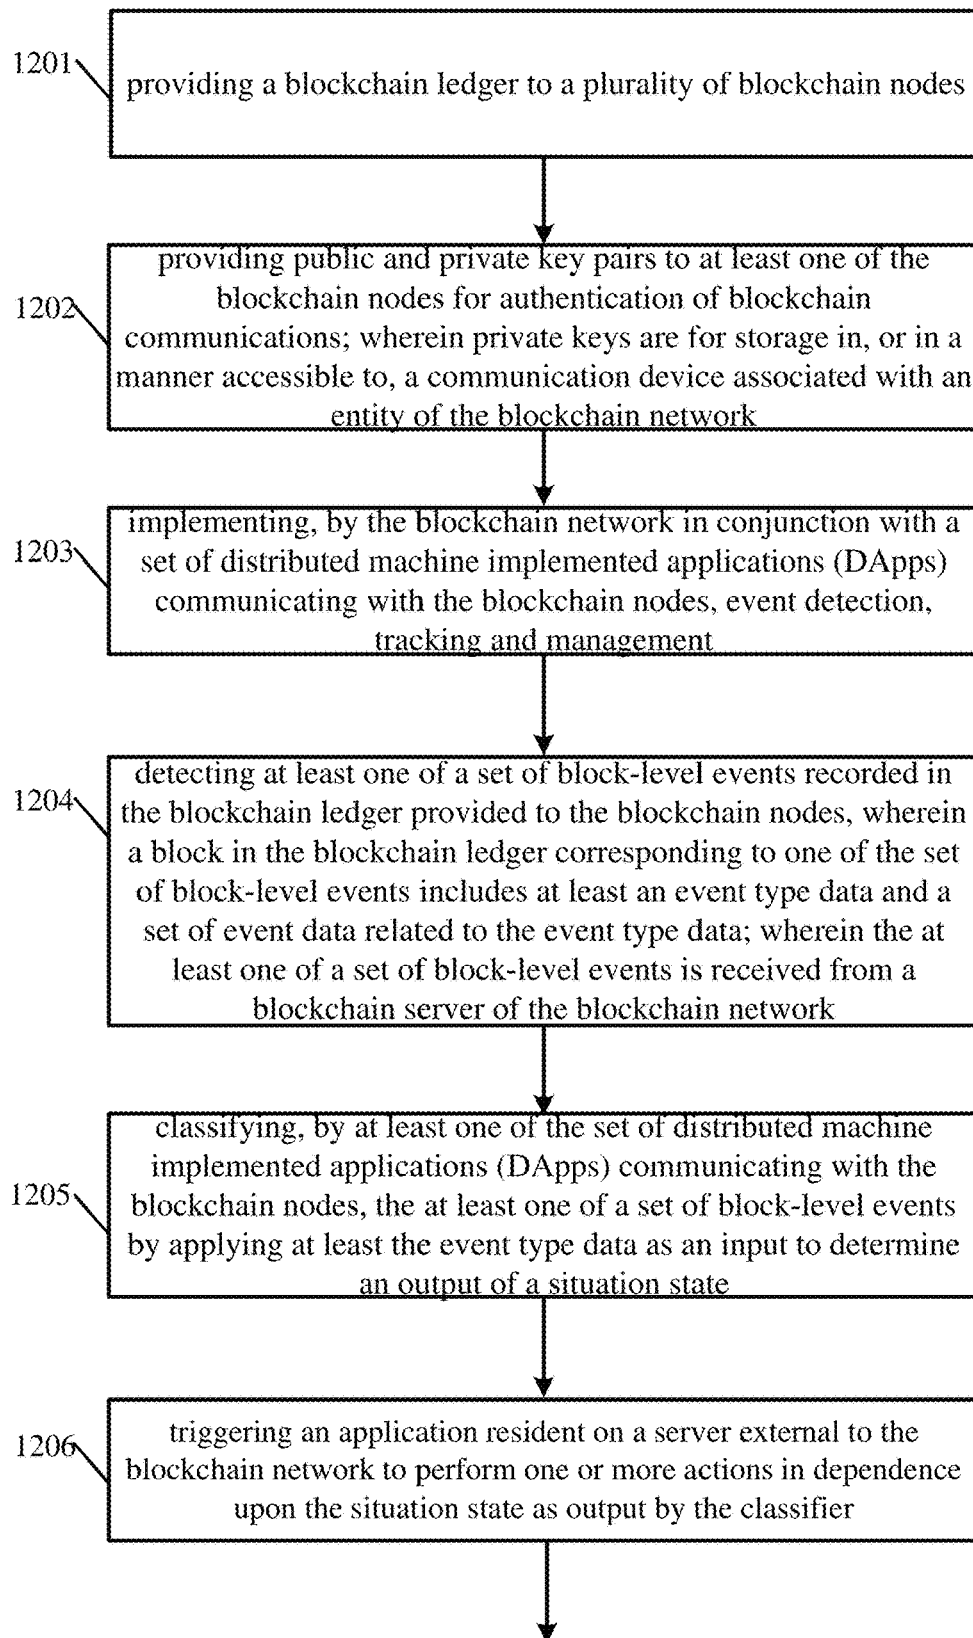 1201
providing a blockchain ledger to a plurality of blockchain nodes
1202
providing public and private key pairs to at least one of the
blockchain nodes for authentication of blockchain
communications; wherein private keys are for storage in, or in a
manner accessible to, a communication device associated with an
entity of the blockchain network
1203
implementing, by the blockchain network in conjunction with a
set of distributed machine implemented applications (DApps)
communicating with the blockchain nodes, event detection,
tracking and management
1204
detecting at least one of a set of block-level events recorded in
the blockchain ledger provided to the blockchain nodes, wherein
a block in the blockchain ledger corresponding to one of the set
of block-level events includes at least an event type data and a
set of event data related to the event type data; wherein the at
least one of a set of block-level events is received from a
blockchain server of the blockchain network
1205
classifying, by at least one of the set of distributed machine
implemented applications (DApps) communicating with the
blockchain nodes, the at least one of a set of block-level events
by applying at least the event type data as an input to determine
an output of a situation state
1206
triggering an application resident on a server external to the
blockchain network to perform one or more actions in dependence
upon the situation state as output by the classifier